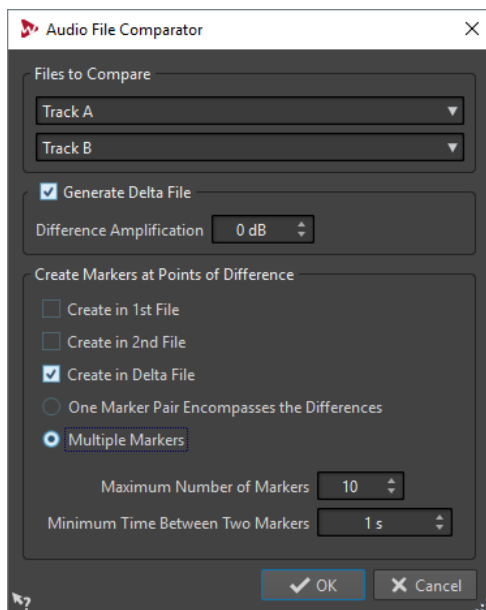 Audio File Comparator
Files to Compare
Track A
Track B
Generate Delta File
Difference Amplification 0 dB
Create Markers at Points of Difference
Create in 1st File
Create in 2nd File
Create in Delta File
One Marker Pair Encompasses the Differences
Multiple Markers
Maximum Number of Markers 10
Minimum Time Between Two Markers 1 s
OK Cancel
?